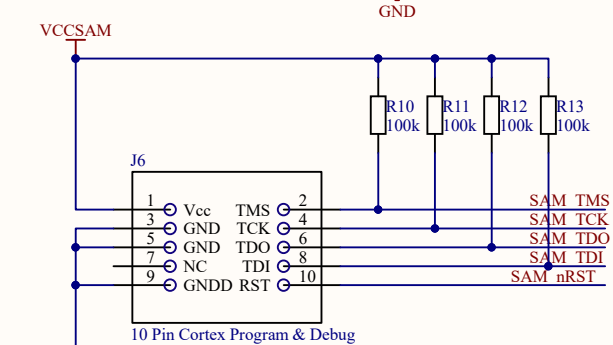 GND
VCCSAM
R10 R11 R12 R13
100k 100k 100k 100k
J6
1 Vcc TMS 2 SAM_TMS
3 GND TCK 4 SAM_TCK
5 GND TDO 6 SAM_TDO
7 NC TDI 8 SAM_TDI
9 GNDD RST 10 SAM_nRST
10 Pin Cortex Program & Debug